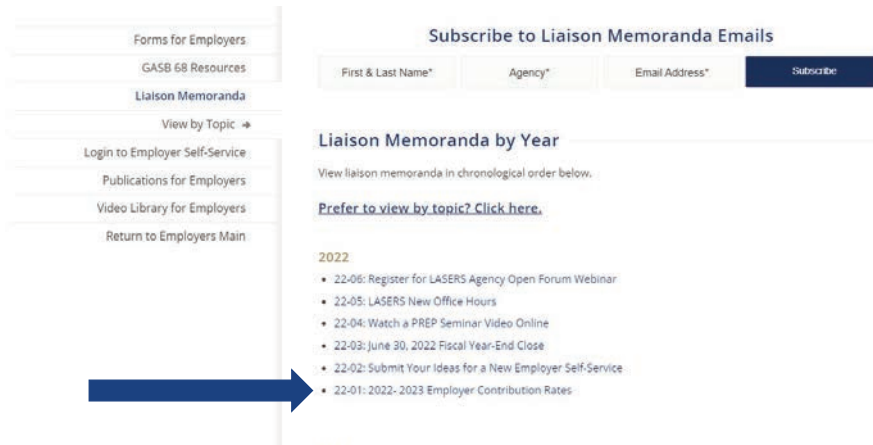 Forms for Employers
GASB 68 Resources
Liaison Memoranda
View by Topic →
Login to Employer Self-Service
Publications for Employers
Video Library for Employers
Return to Employers Main
Subscribe to Liaison Memoranda Emails
First & Last Name*
Agency*
Email Address*
Subscribe
Liaison Memoranda by Year
View liaison memoranda in chronological order below.
Prefer to view by topic? Click here.
2022
• 22-06: Register for LASERS Agency Open Forum Webinar
• 22-05: LASERS New Office Hours
• 22-04: Watch a PREP Seminar Video Online
• 22-03: June 30, 2022 Fiscal Year-End Close
• 22-02: Submit Your Ideas for a New Employer Self-Service
• 22-01: 2022- 2023 Employer Contribution Rates